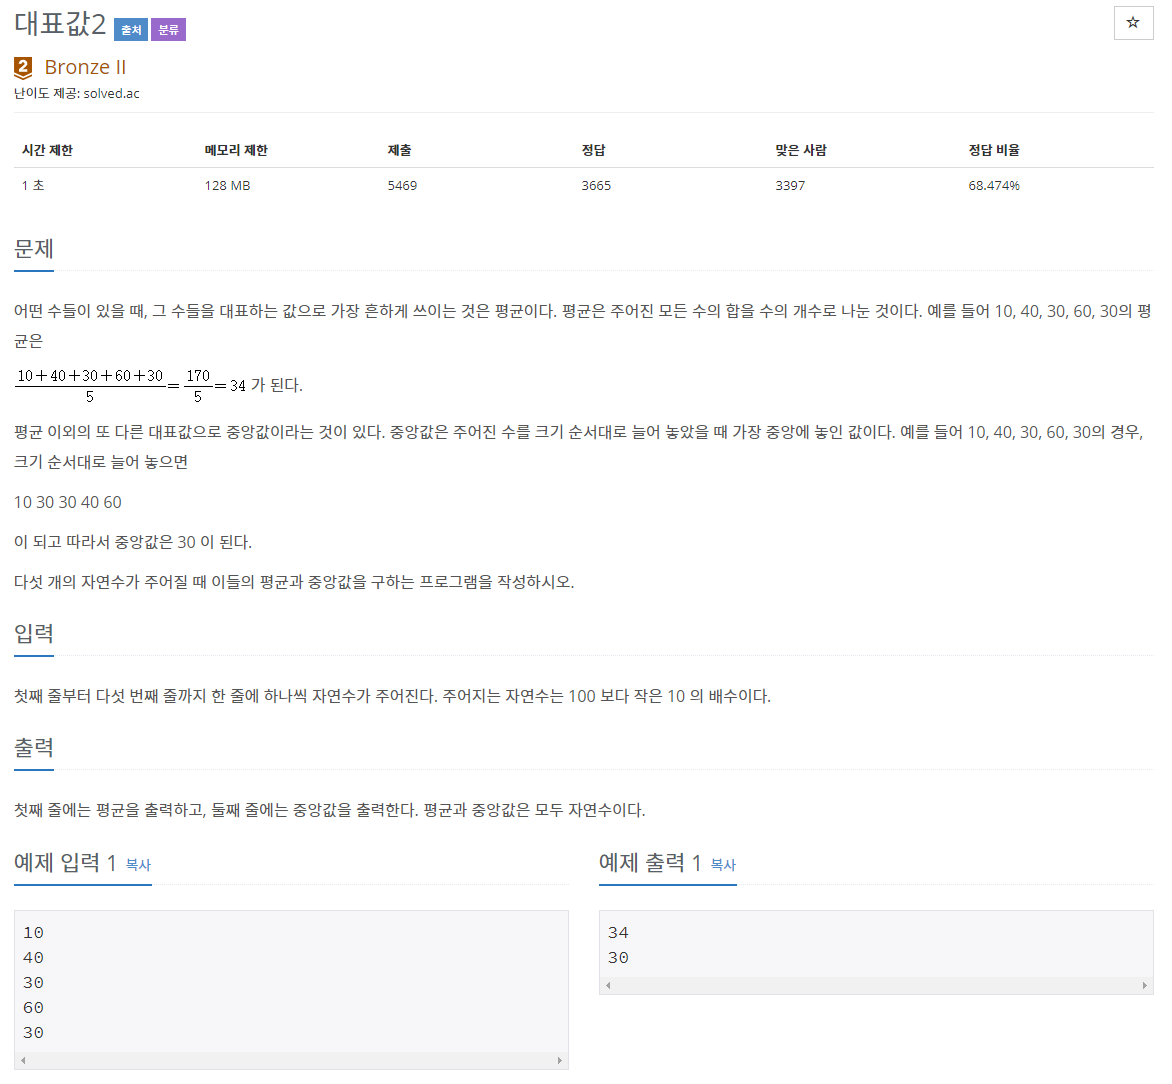 대표값2 출처 분류
☆
2 Bronze II
난이도 제공: solved.ac
시간 제한 메모리 제한 제출 정답 맞은 사람 정답 비율
1 초 128 MB 5469 3665 3397 68.474%
문제
어떤 수들이 있을 때, 그 수들을 대표하는 값으로 가장 흔하게 쓰이는 것은 평균이다. 평균은 주어진 모든 수의 합을 수의 개수로 나눈 것이다. 예를 들어 10, 40, 30, 60, 30의 평
균은
10+40+30+60+30 / 5 = 170 / 5 = 34 가 된다.
평균 이외의 또 다른 대표값으로 중앙값이라는 것이 있다. 중앙값은 주어진 수를 크기 순서대로 늘어 놓았을 때 가장 중앙에 놓인 값이다. 예를 들어 10, 40, 30, 60, 30의 경우,
크기 순서대로 늘어 놓으면
10 30 30 40 60
이 되고 따라서 중앙값은 30 이 된다.
다섯 개의 자연수가 주어질 때 이들의 평균과 중앙값을 구하는 프로그램을 작성하시오.
입력
첫째 줄부터 다섯 번째 줄까지 한 줄에 하나씩 자연수가 주어진다. 주어지는 자연수는 100 보다 작은 10 의 배수이다.
출력
첫째 줄에는 평균을 출력하고, 둘째 줄에는 중앙값을 출력한다. 평균과 중앙값은 모두 자연수이다.
예제 입력 1 복사
10
40
30
60
30
예제 출력 1 복사
34
30